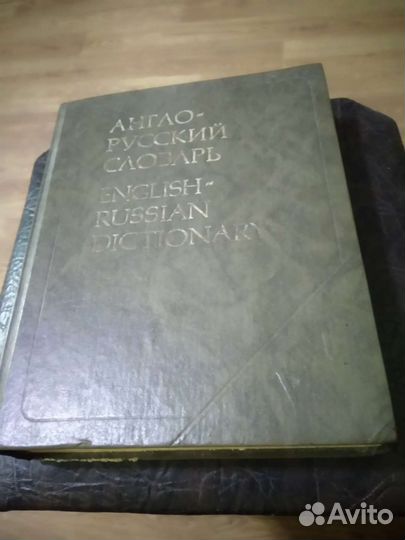 АНГЛО-
РУССКИЙ
СЛОВАРЬ
ENGLISH-
RUSSIAN
DICTIONARY
Avito